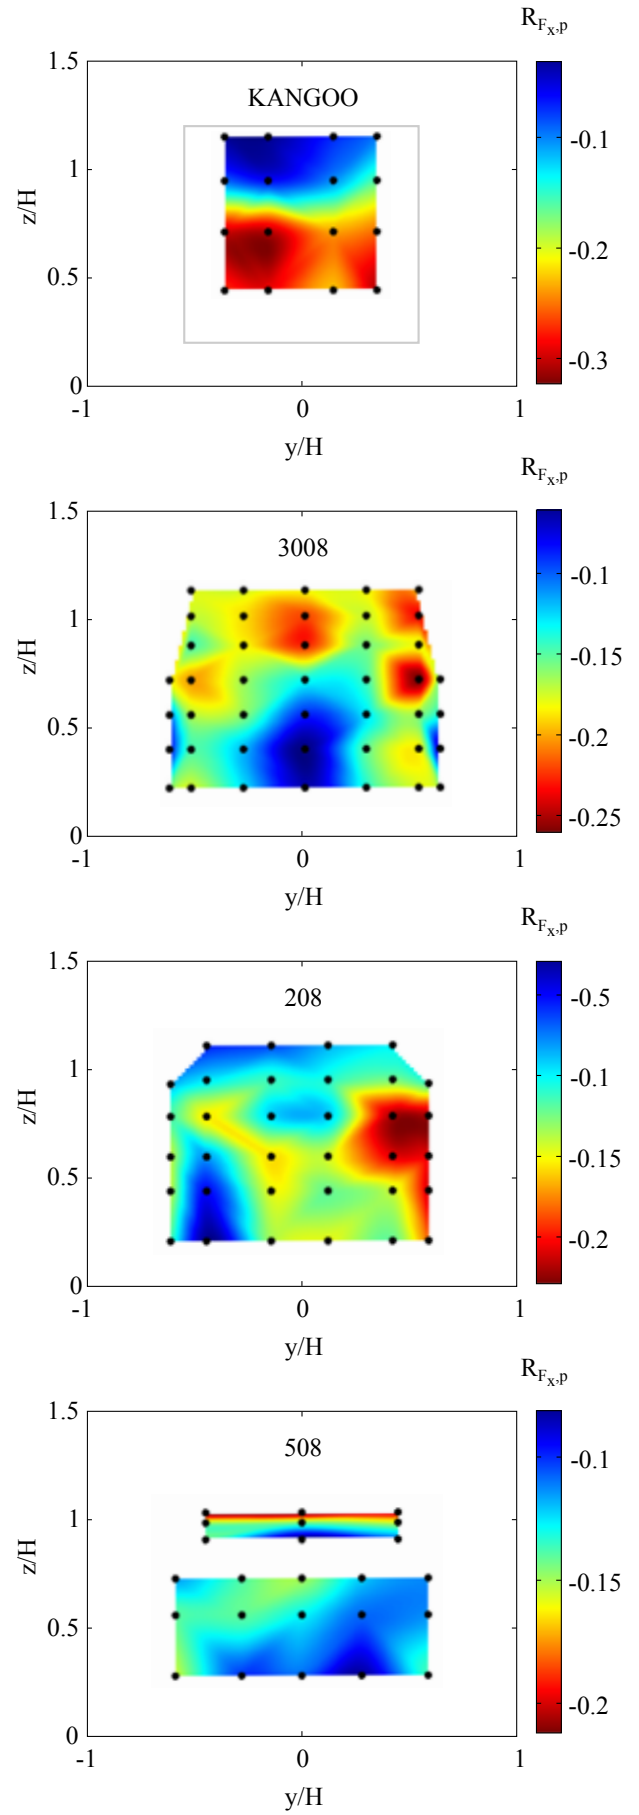 R_{F_x,p}
1.5
KANGOO
-0.1
1
z/H
-0.2
0.5
-0.3
0
-1 0 1
y/H
R_{F_x,p}
1.5
3008
-0.1
1
-0.15
z/H
0.5
-0.2
-0.25
0
-1 0 1
y/H
R_{F_x,p}
1.5
208
-0.5
1
-0.1
z/H
-0.15
0.5
-0.2
0
-1 0 1
y/H
R_{F_x,p}
1.5
508
-0.1
1
z/H
-0.15
0.5
-0.2
0
-1 0 1
y/H